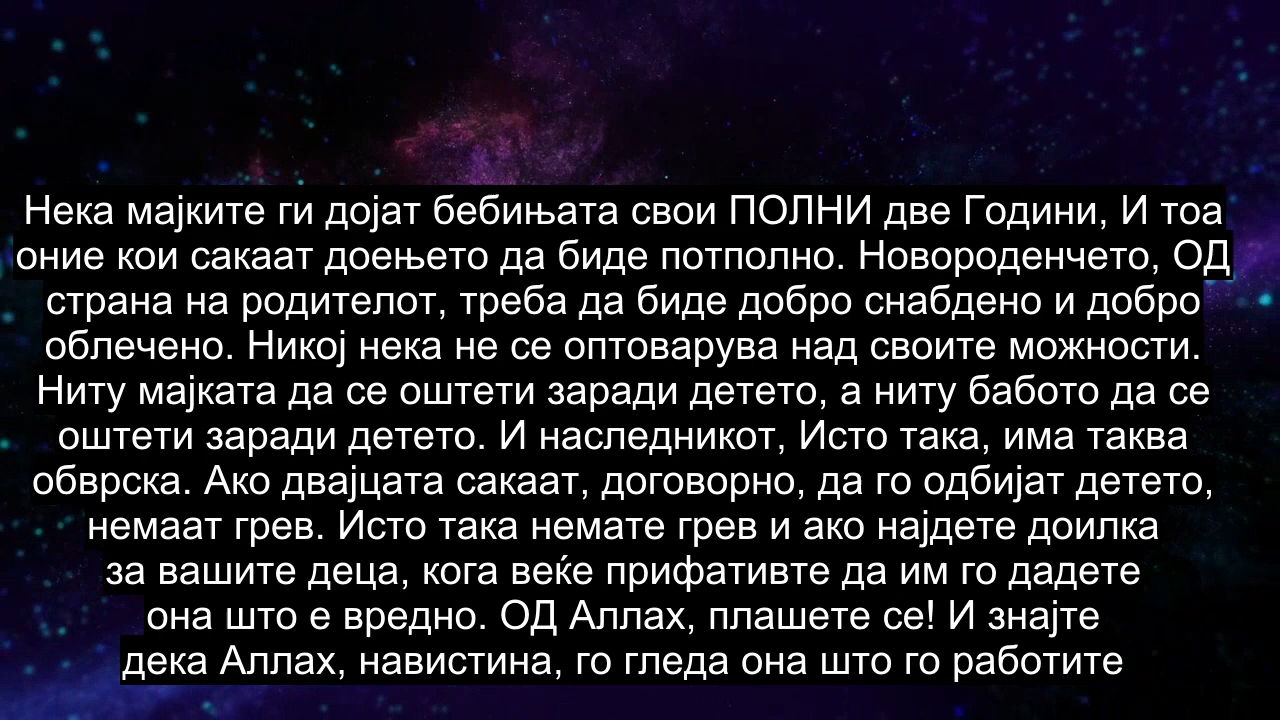 Нека мајките ги дојат бебињата свои ПОЛНИ две Години, И тоа
оние кои сакаат доењето да биде потполно. Новороденчето, ОД
страна на родителот, треба да биде добро снабдено и добро
облечено. Никој нека не се оптоварува над своите можности.
Ниту мајката да се оштети заради детето, а ниту бабото да се
оштети заради детето. И наследникот, Исто така, има таква
обврска. Ако двајцата сакаат, договорно, да го одбијат детето,
немаат грев. Исто така немате грев и ако најдете доилка
за вашите деца, кога веќе прифативте да им го дадете
она што е вредно. ОД Аллах, плашете се! И знајте
дека Аллах, навистина, го гледа она што го работите